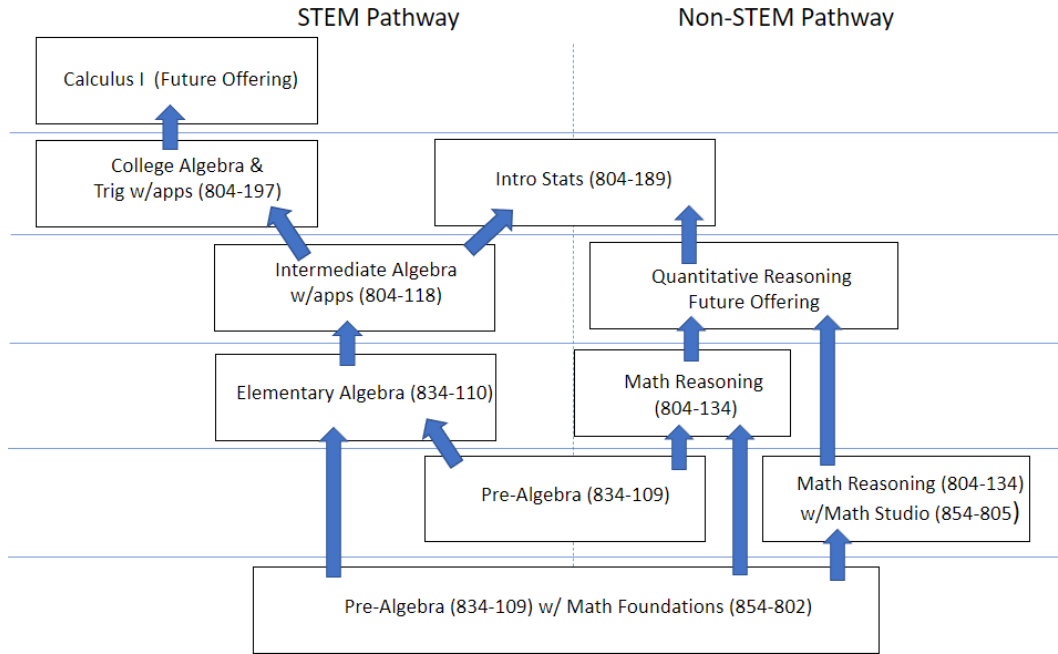 STEM Pathway
Non-STEM Pathway
Calculus I (Future Offering)
College Algebra &
Trig w/apps (804-197)
Intro Stats (804-189)
Intermediate Algebra
w/apps (804-118)
Quantitative Reasoning
Future Offering
Elementary Algebra (834-110)
Math Reasoning
(804-134)
Pre-Algebra (834-109)
Math Reasoning (804-134)
w/Math Studio (854-805)
Pre-Algebra (834-109) w/ Math Foundations (854-802)